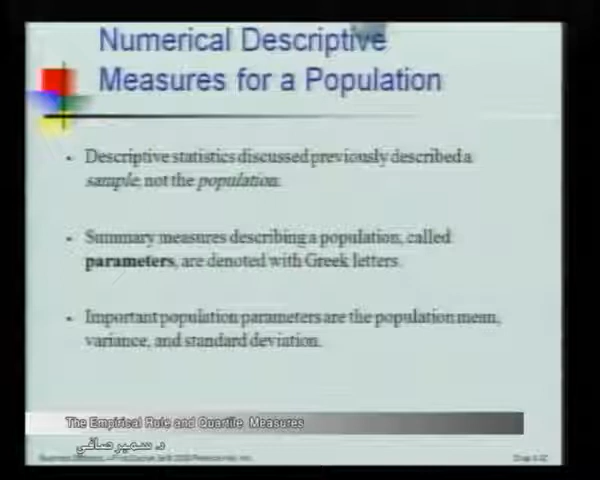 Numerical Descriptive
Measures for a Population
• Descriptive statistics discussed previously described a
sample, not the population.
• Summary measures describing a population, called
parameters, are denoted with Greek letters.
• Important population parameters are the population mean,
variance, and standard deviation.
The Empirical Rule and Quartile Measures
د. سمير صافي